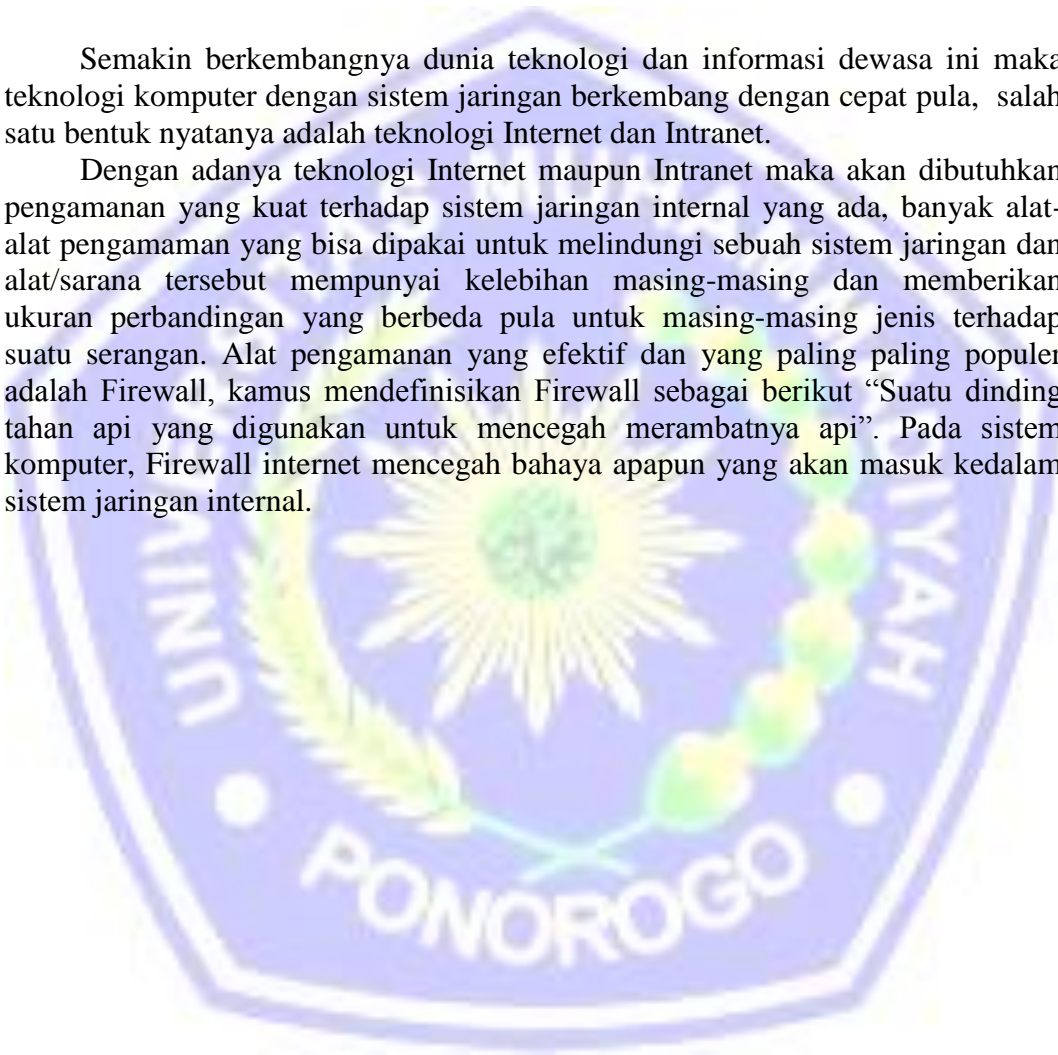 Semakin berkembangnya dunia teknologi dan informasi dewasa ini maka
teknologi komputer dengan sistem jaringan berkembang dengan cepat pula, salah
satu bentuk nyatanya adalah teknologi Internet dan Intranet.
Dengan adanya teknologi Internet maupun Intranet maka akan dibutuhkan
pengamanan yang kuat terhadap sistem jaringan internal yang ada, banyak alat-
alat pengamaman yang bisa dipakai untuk melindungi sebuah sistem jaringan dan
alat/sarana tersebut mempunyai kelebihan masing-masing dan memberikan
ukuran perbandingan yang berbeda pula untuk masing-masing jenis terhadap
suatu serangan. Alat pengamanan yang efektif dan yang paling paling populer
adalah Firewall, kamus mendefinisikan Firewall sebagai berikut “Suatu dinding
tahan api yang digunakan untuk mencegah merambatnya api”. Pada sistem
komputer, Firewall internet mencegah bahaya apapun yang akan masuk kedalam
sistem jaringan internal.
UNIVERSITAS MUHAMMADIYAH
PONOROGO